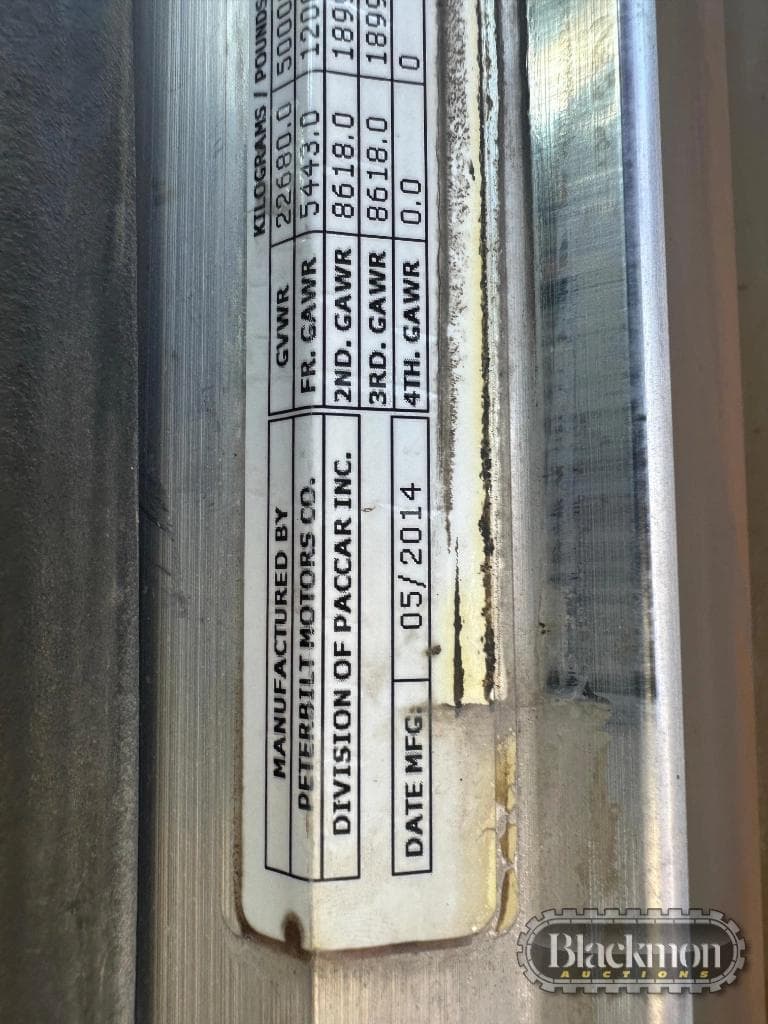 KILOGRAMS / POUNDS
MANUFACTURED BY
PETERBILT MOTORS CO.
DIVISION OF PACCAR INC.
DATE MFG: 05/2014
GVWR 22680.0
FR. GAWR 5443.0
2ND. GAWR 8618.0
3RD. GAWR 8618.0
4TH. GAWR 0.0 0
Blackmon
AUCTIONS